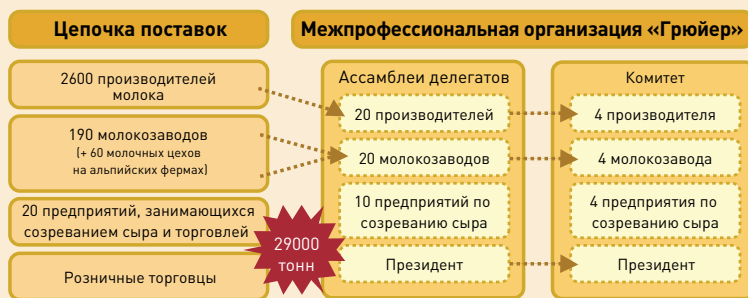 Цепочка поставок
2600 производителей
молока
190 молокозаводов
(+ 60 молочных цехов
на альпийских фермах)
20 предприятий, занимающихся
созреванием сыра и торговлей
Розничные торговцы
29000
тонн
Межпрофессиональная организация «Грюйер»
Ассамблеи делегатов
20 производителей
20 молокозаводов
10 предприятий по
созреванию сыра
Президент
Комитет
4 производителя
4 молокозавода
4 предприятия по
созреванию сыра
Президент